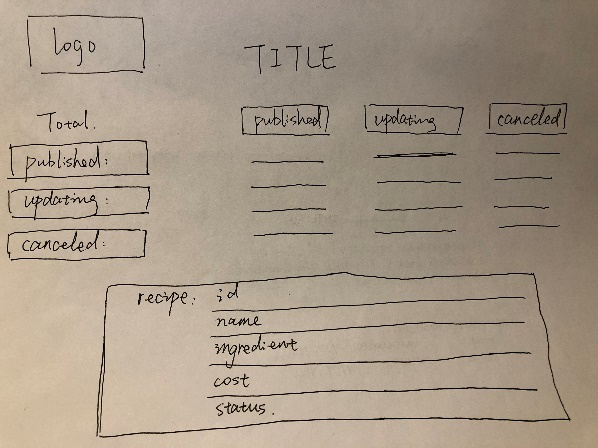 logo
TITLE
Total.
published:
updating:
canceled:
published
updating
canceled
recipe: id
name
ingredient
cost
status.